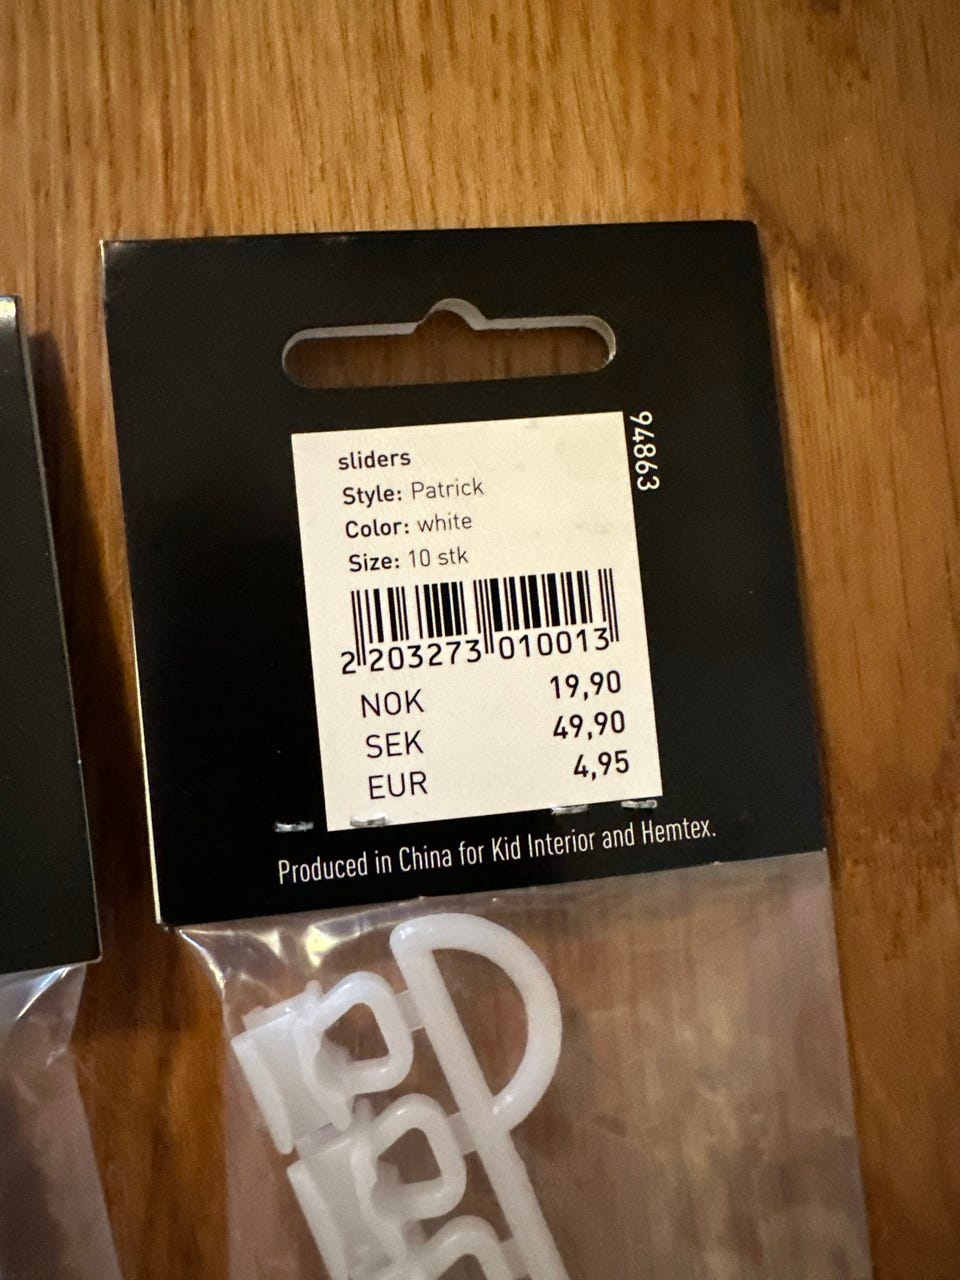 94863
sliders
Style: Patrick
Color: white
Size: 10 stk
2 203273 010013
NOK 19,90
SEK 49,90
EUR 4,95
Produced in China for Kid Interior and Hemtex.